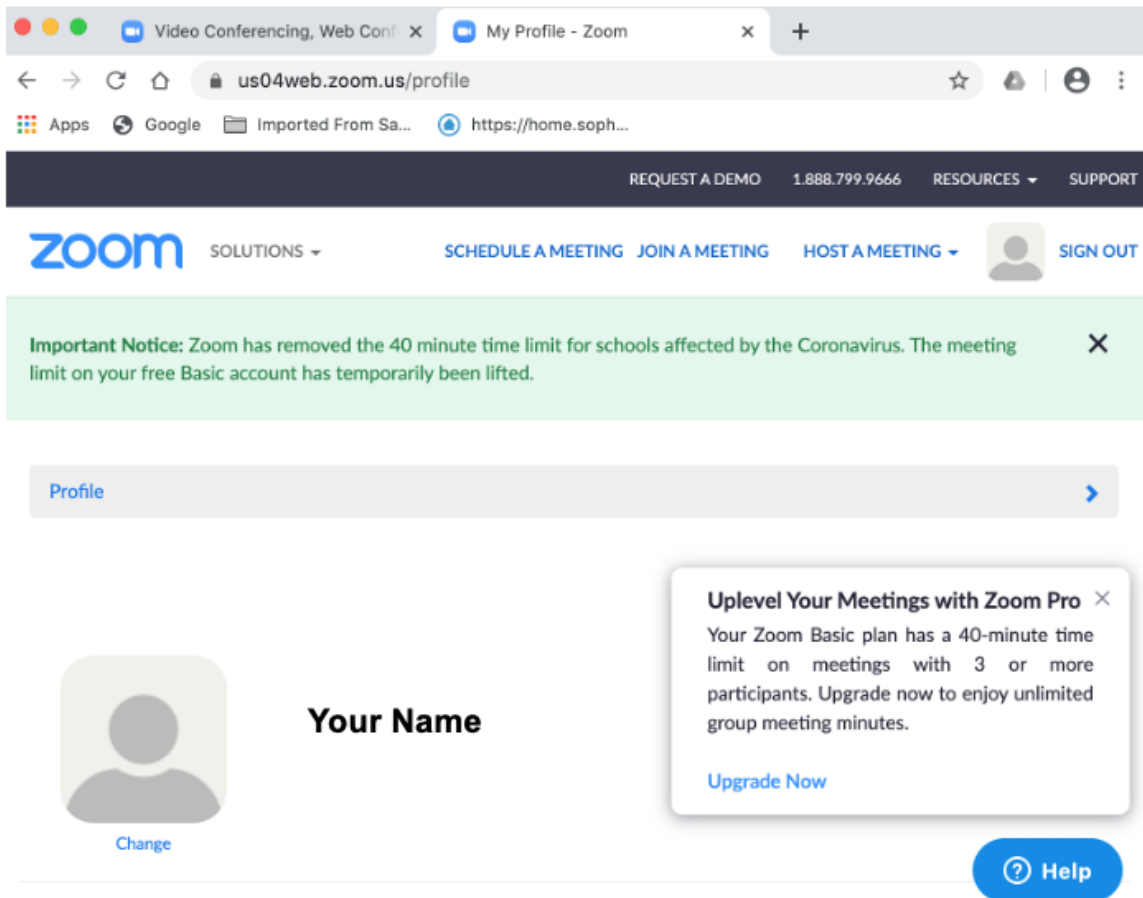 Video Conferencing, Web Conf
My Profile - Zoom
us04web.zoom.us/profile
Apps
Google
Imported From Sa...
https://home.soph...
REQUEST A DEMO 1.888.799.9666 RESOURCES SUPPORT
zoom SOLUTIONS SCHEDULE A MEETING JOIN A MEETING HOST A MEETING SIGN OUT
Important Notice: Zoom has removed the 40 minute time limit for schools affected by the Coronavirus. The meeting
limit on your free Basic account has temporarily been lifted.
Profile
Uplevel Your Meetings with Zoom Pro
Your Zoom Basic plan has a 40-minute time
limit on meetings with 3 or more
participants. Upgrade now to enjoy unlimited
group meeting minutes.
Upgrade Now
Your Name
Change
Help